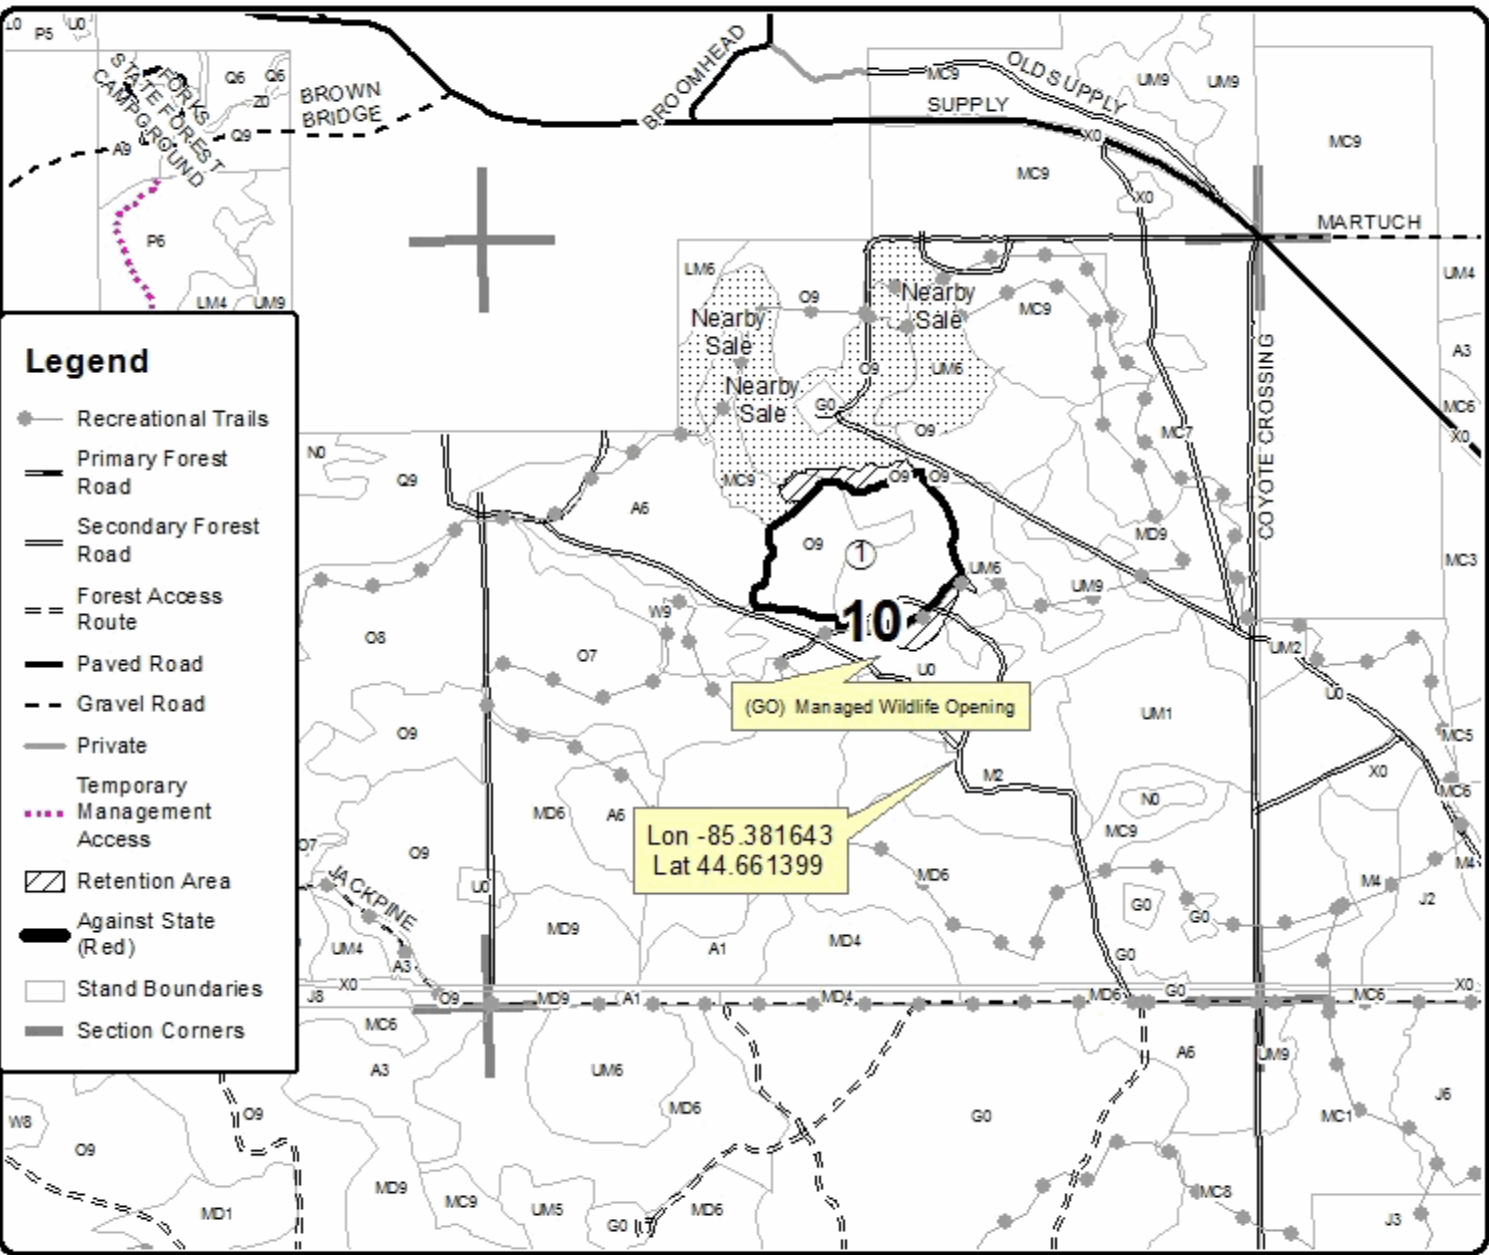 L0
P5
U0
STATE FOREST
FORKS
CAMPGROUND
Q6
Q6
Z0
Q9
A9
P6
LM4
UM9
BROWN
BRIDGE
BROOMHEAD
MC9
OLD SUPPLY
SUPPLY
X0
UM9
UM9
MC9
MC9
X0
MARTUCH
UM4
A3
MC6
X0
MC3
LM6
O9
Nearby
Sale
Nearby
Sale
Nearby
Sale
MC9
O9
UM6
G0
O9
MC7
COYOTE CROSSING
N0
Q9
A6
MC9
O9
O9
O9
1
10
UM6
UM9
MD9
W9
O8
O7
U0
UM2
U0
(GO) Managed Wildlife Opening
UM1
O9
MC5
X0
MC6
M2
N0
MD6
A6
Lon -85.381643
Lat 44.661399
MC9
M4
O7
O9
JACKPINE
U0
MD6
M4
J2
G0
G0
MD9
A1
MD4
UM4
A3
G0
X0
J8
O9
MD9
A1
MD4
MD6
G0
MC6
X0
MC6
A3
UM6
A6
UM9
MD6
G0
MC1
J6
W8
O9
O9
MD1
MD9
MC9
UM5
G0
MD6
MC8
J3
Legend
Recreational Trails
Primary Forest
Road
Secondary Forest
Road
Forest Access
Route
Paved Road
Gravel Road
Private
Temporary
Management
Access
Retention Area
Against State
(Red)
Stand Boundaries
Section Corners